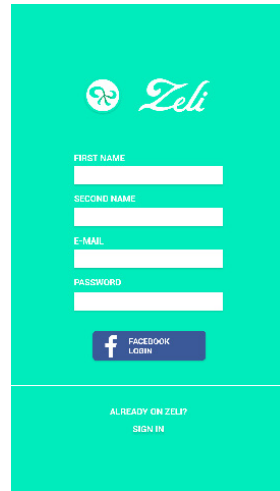 Zeli
FIRST NAME
SECOND NAME
E-MAIL
PASSWORD
f
FACEBOOK
LOGIN
ALREADY ON ZELI?
SIGN IN